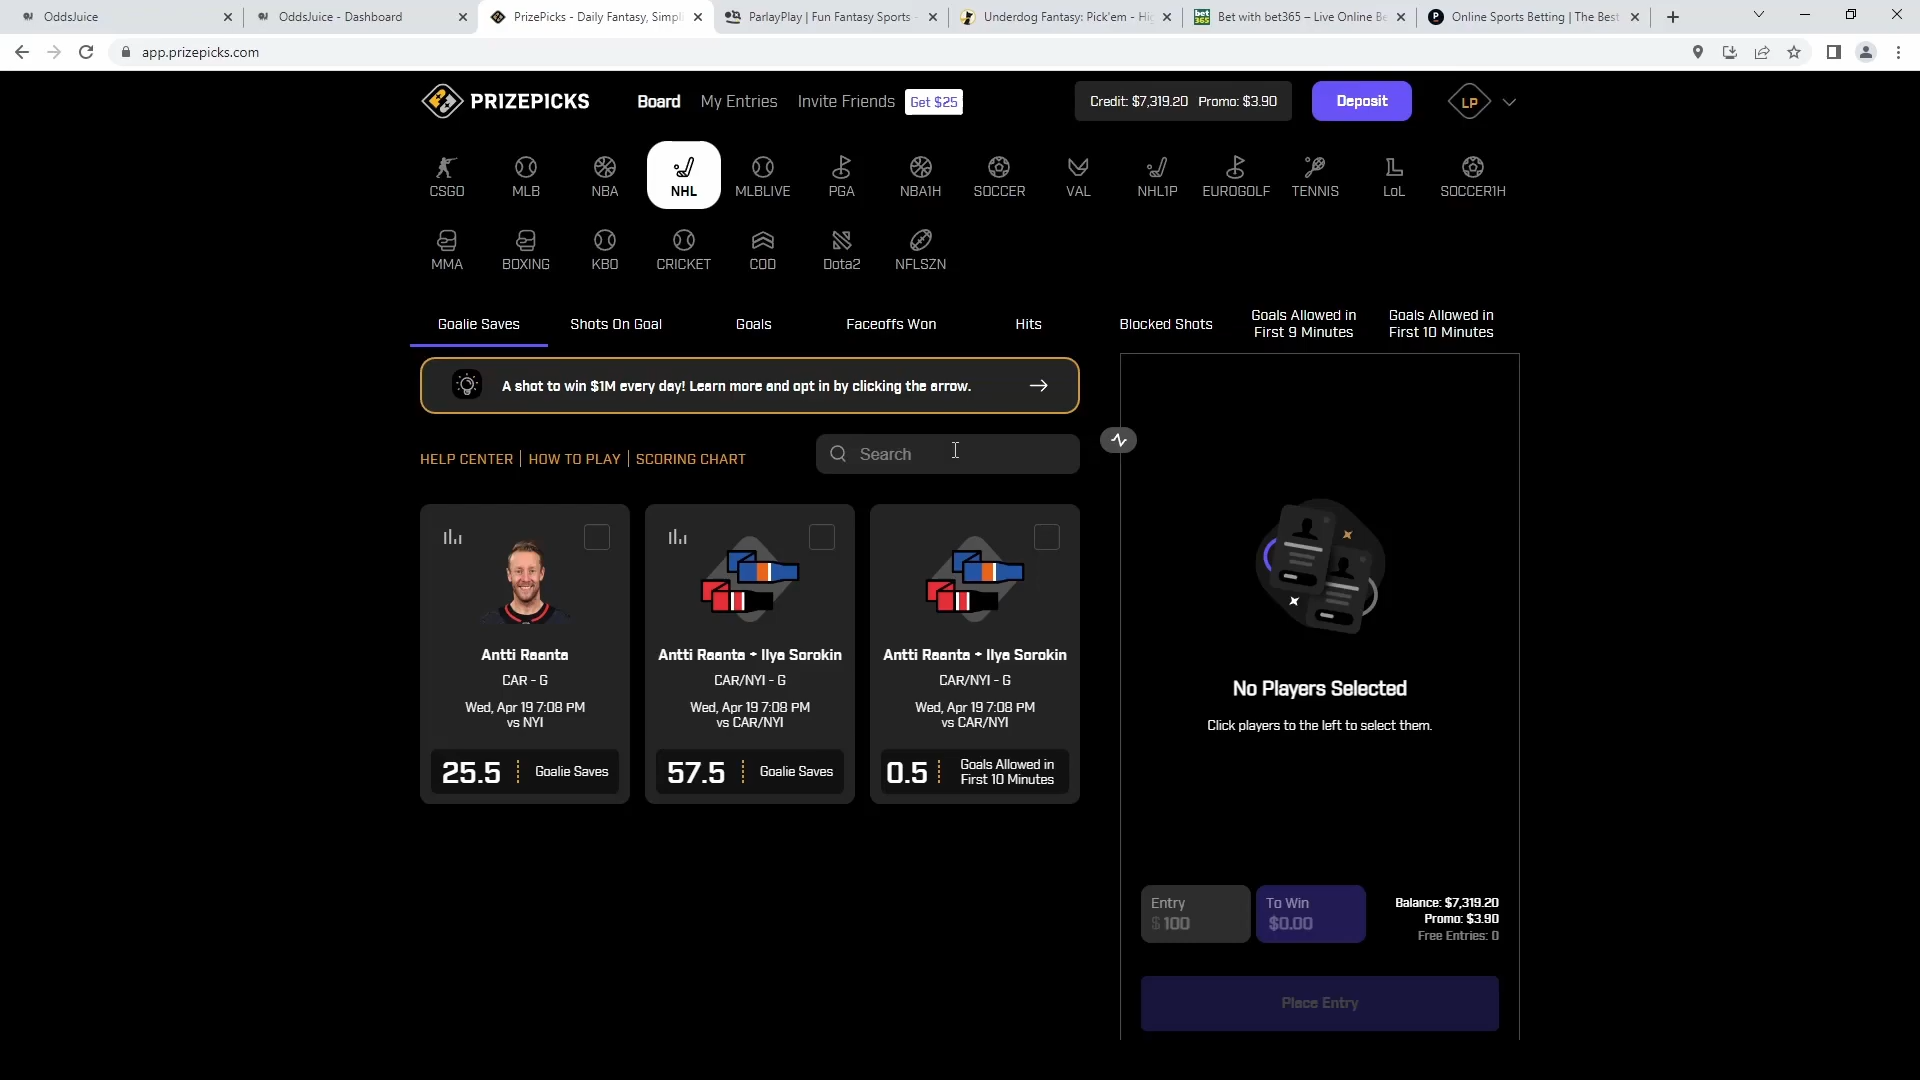 OddsJuice
OddsJuice - Dashboard
PrizePicks - Daily Fantasy, Simpli
ParlayPlay | Fun Fantasy Sports -
Underdog Fantasy: Pick'em - Hig
Bet with bet365 – Live Online Be
Online Sports Betting | The Best
app.prizepicks.com
PRIZEPICKS
Board
My Entries
Invite Friends
Get $25
Credit: $7,319.20 Promo: $3.90
Deposit
LP
CSGO
MLB
NBA
NHL
MLBLIVE
PGA
NBA1H
SOCCER
VAL
NHL1P
EUROGOLF
TENNIS
LoL
SOCCER1H
MMA
BOXING
KBO
CRICKET
COD
Dota2
NFLSZN
Goalie Saves
Shots On Goal
Goals
Faceoffs Won
Hits
Blocked Shots
Goals Allowed in
First 9 Minutes
Goals Allowed in
First 10 Minutes
A shot to win $1M every day! Learn more and opt in by clicking the arrow.
HELP CENTER | HOW TO PLAY | SCORING CHART
Search
Antti Raanta
CAR - G
Wed, Apr 19 7:08 PM
vs NYI
25.5
Goalie Saves
Antti Raanta + Ilya Sorokin
CAR/NYI - G
Wed, Apr 19 7:08 PM
vs CAR/NYI
57.5
Goalie Saves
Antti Raanta + Ilya Sorokin
CAR/NYI - G
Wed, Apr 19 7:08 PM
vs CAR/NYI
0.5
Goals Allowed in
First 10 Minutes
No Players Selected
Click players to the left to select them.
Entry
$ 100
To Win
$0.00
Balance: $7,319.20
Promo: $3.90
Free Entries: 0
Place Entry